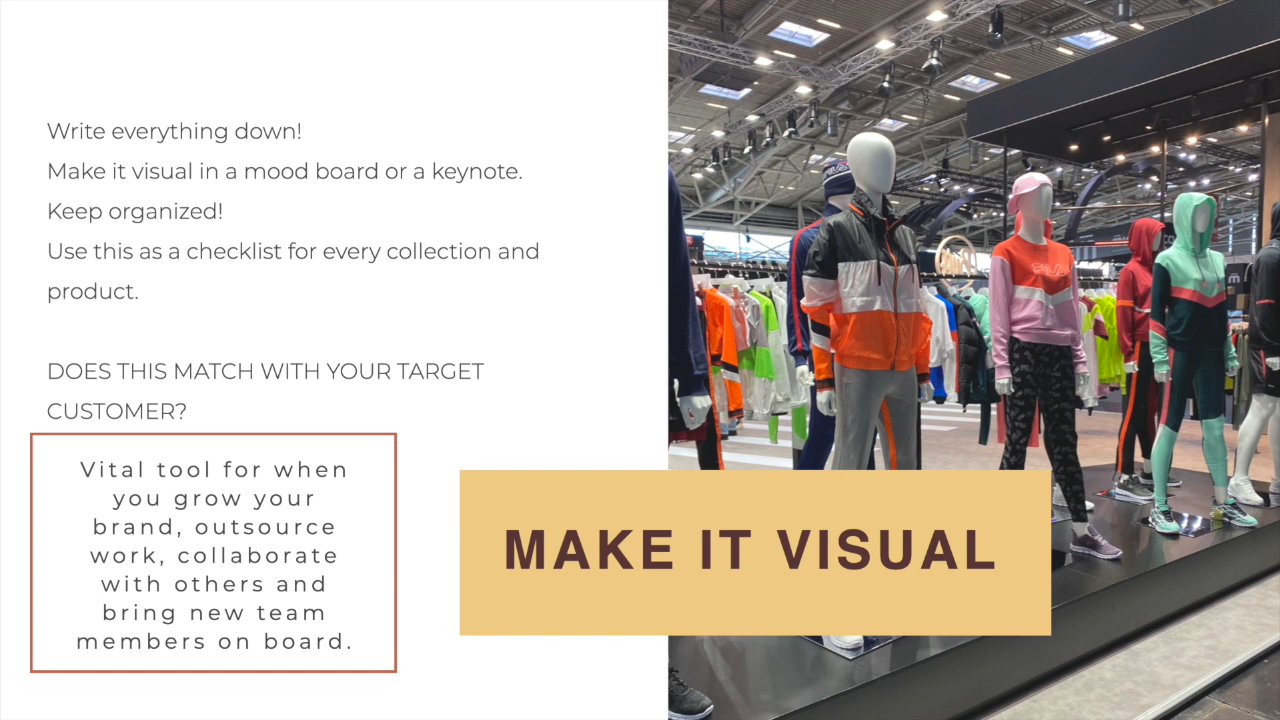 Write everything down!
Make it visual in a mood board or a keynote.
Keep organized!
Use this as a checklist for every collection and
product.
DOES THIS MATCH WITH YOUR TARGET
CUSTOMER?
Vital tool for when
you grow your
brand, outsource
work, collaborate
with others and
bring new team
members on board.
MAKE IT VISUAL
FILA
FILA